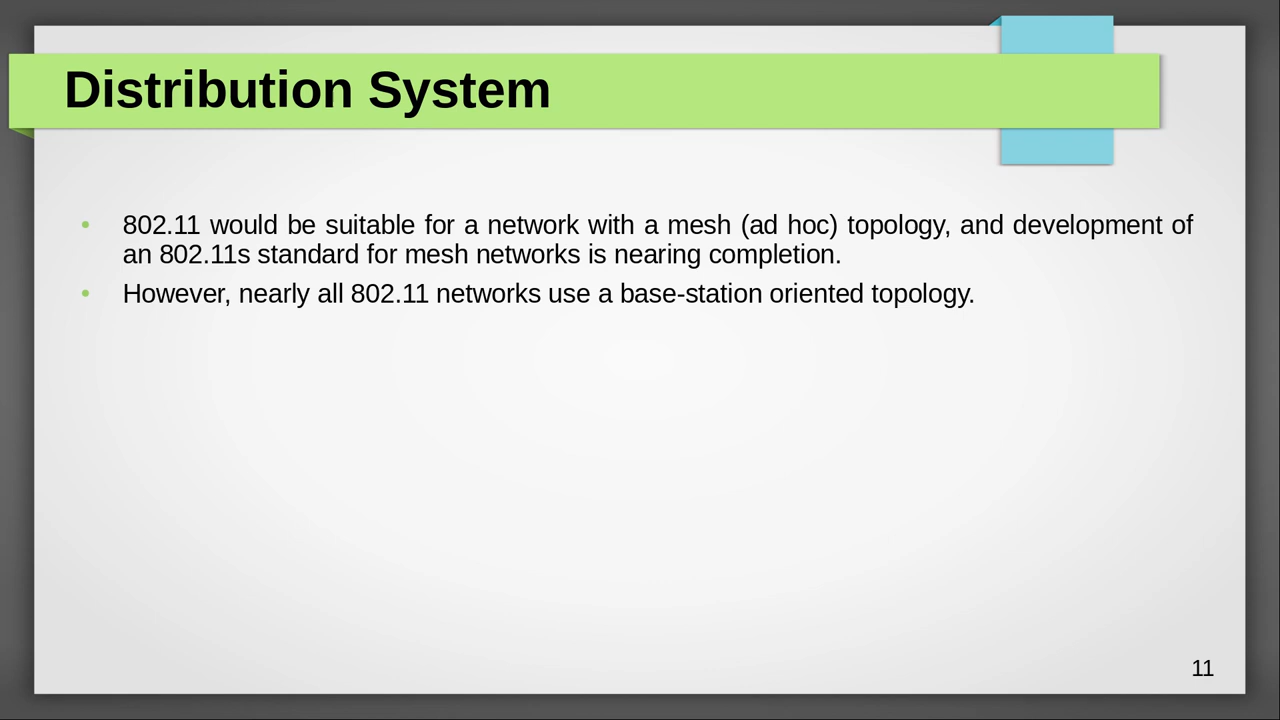 Distribution System
• 802.11 would be suitable for a network with a mesh (ad hoc) topology, and development of
an 802.11s standard for mesh networks is nearing completion.
• However, nearly all 802.11 networks use a base-station oriented topology.
11